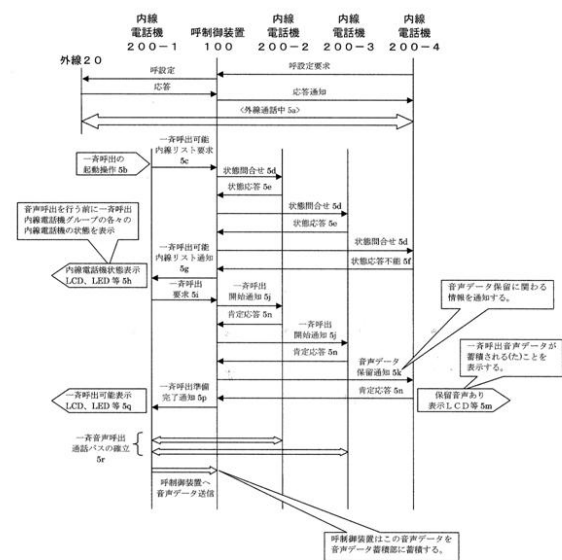 内線
電話機
200-1
呼制御装置
100
内線
電話機
200-2
内線
電話機
200-3
内線
電話機
200-4
外線20
呼設定
呼設定要求
応答
応答通知
<外線通話中 5a>
一斉呼出の
起動操作 5b
一斉呼出可能
内線リスト要求
5c
状態問合せ 5d
状態応答 5e
状態問合せ 5d
状態応答 5e
音声呼出を行う前に一斉呼出
内線電話機グループの各々の
内線電話機の状態を表示
状態問合せ 5d
状態応答不能 5f
一斉呼出可能
内線リスト通知
5g
内線電話機状態表示
LCD、LED 等 5h
一斉呼出
要求 5i
一斉呼出
開始通知 5j
肯定応答 5n
一斉呼出
開始通知 5j
肯定応答 5n
音声データ保留に関わる
情報を通知する。
音声データ
保留通知 5k
肯定応答 5n
一斉呼出音声データが
蓄積される(た)ことを
表示する。
保留音声あり
表示LCD等 5m
一斉呼出準備
完了通知 5p
一斉呼出可能表示
LCD、LED等 5q
一斉音声呼出
通話パスの確立
5r
呼制御装置へ
音声データ送信
呼制御装置はこの音声データを
音声データ蓄積部に蓄積する。